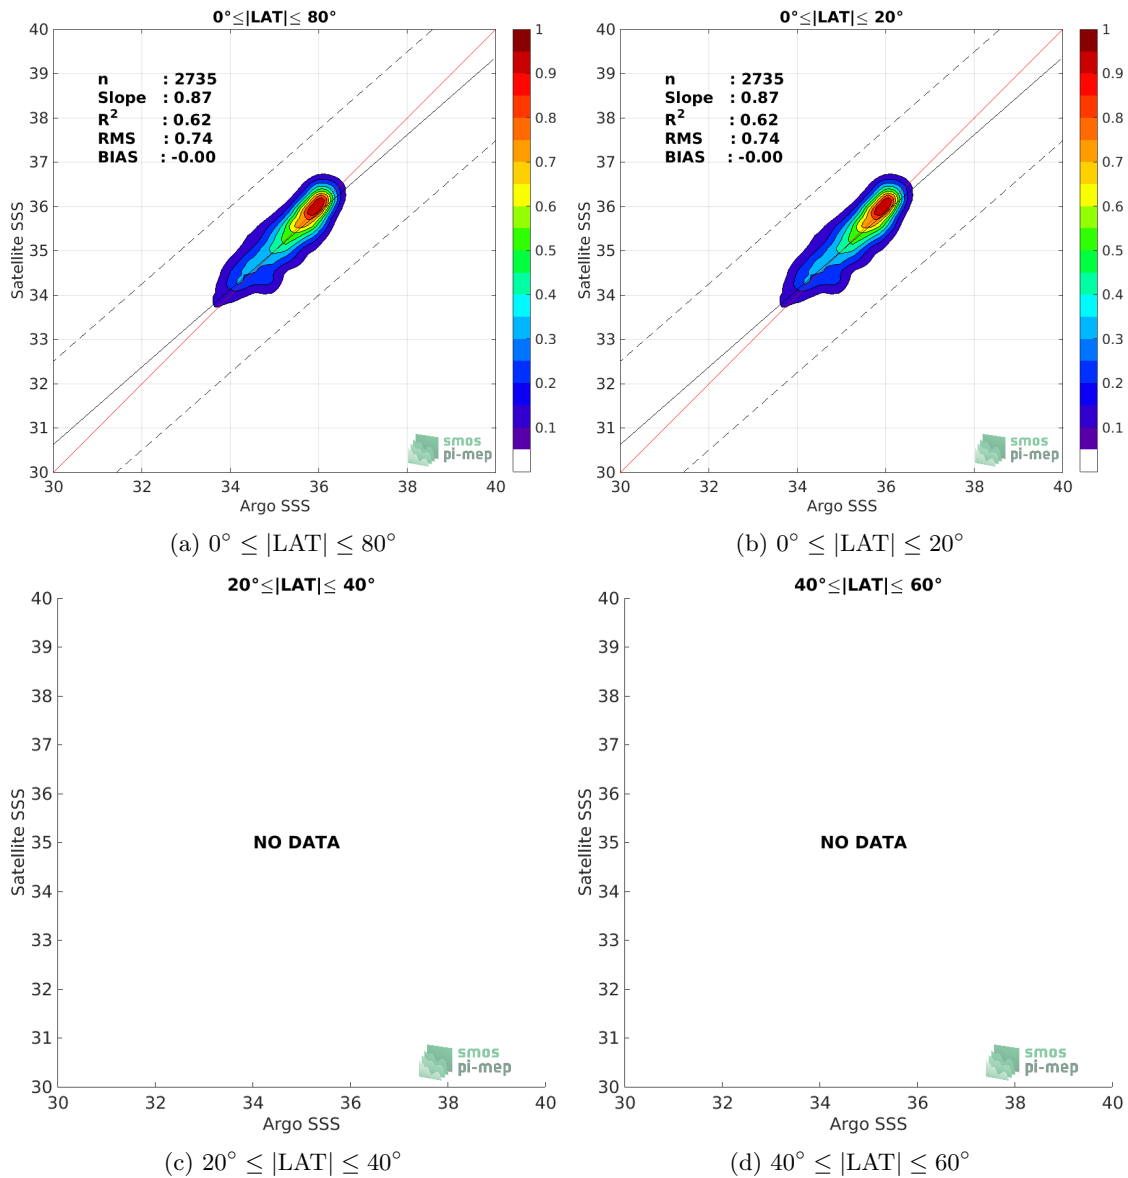 0°≤|LAT|≤ 80°
n : 2735
Slope : 0.87
R² : 0.62
RMS : 0.74
BIAS : -0.00
40
39
38
37
36
35
34
33
32
31
30
Satellite SSS
30 32 34 36 38 40
Argo SSS
1
0.9
0.8
0.7
0.6
0.5
0.4
0.3
0.2
0.1
smos
pi-mep
(a) 0° ≤ |LAT| ≤ 80°
0°≤|LAT|≤ 20°
n : 2735
Slope : 0.87
R² : 0.62
RMS : 0.74
BIAS : -0.00
40
39
38
37
36
35
34
33
32
31
30
Satellite SSS
30 32 34 36 38 40
Argo SSS
1
0.9
0.8
0.7
0.6
0.5
0.4
0.3
0.2
0.1
smos
pi-mep
(b) 0° ≤ |LAT| ≤ 20°
20°≤|LAT|≤ 40°
40
39
38
37
36
35
34
33
32
31
30
Satellite SSS
NO DATA
smos
pi-mep
30 32 34 36 38 40
Argo SSS
(c) 20° ≤ |LAT| ≤ 40°
40°≤|LAT|≤ 60°
40
39
38
37
36
35
34
33
32
31
30
Satellite SSS
NO DATA
smos
pi-mep
30 32 34 36 38 40
Argo SSS
(d) 40° ≤ |LAT| ≤ 60°